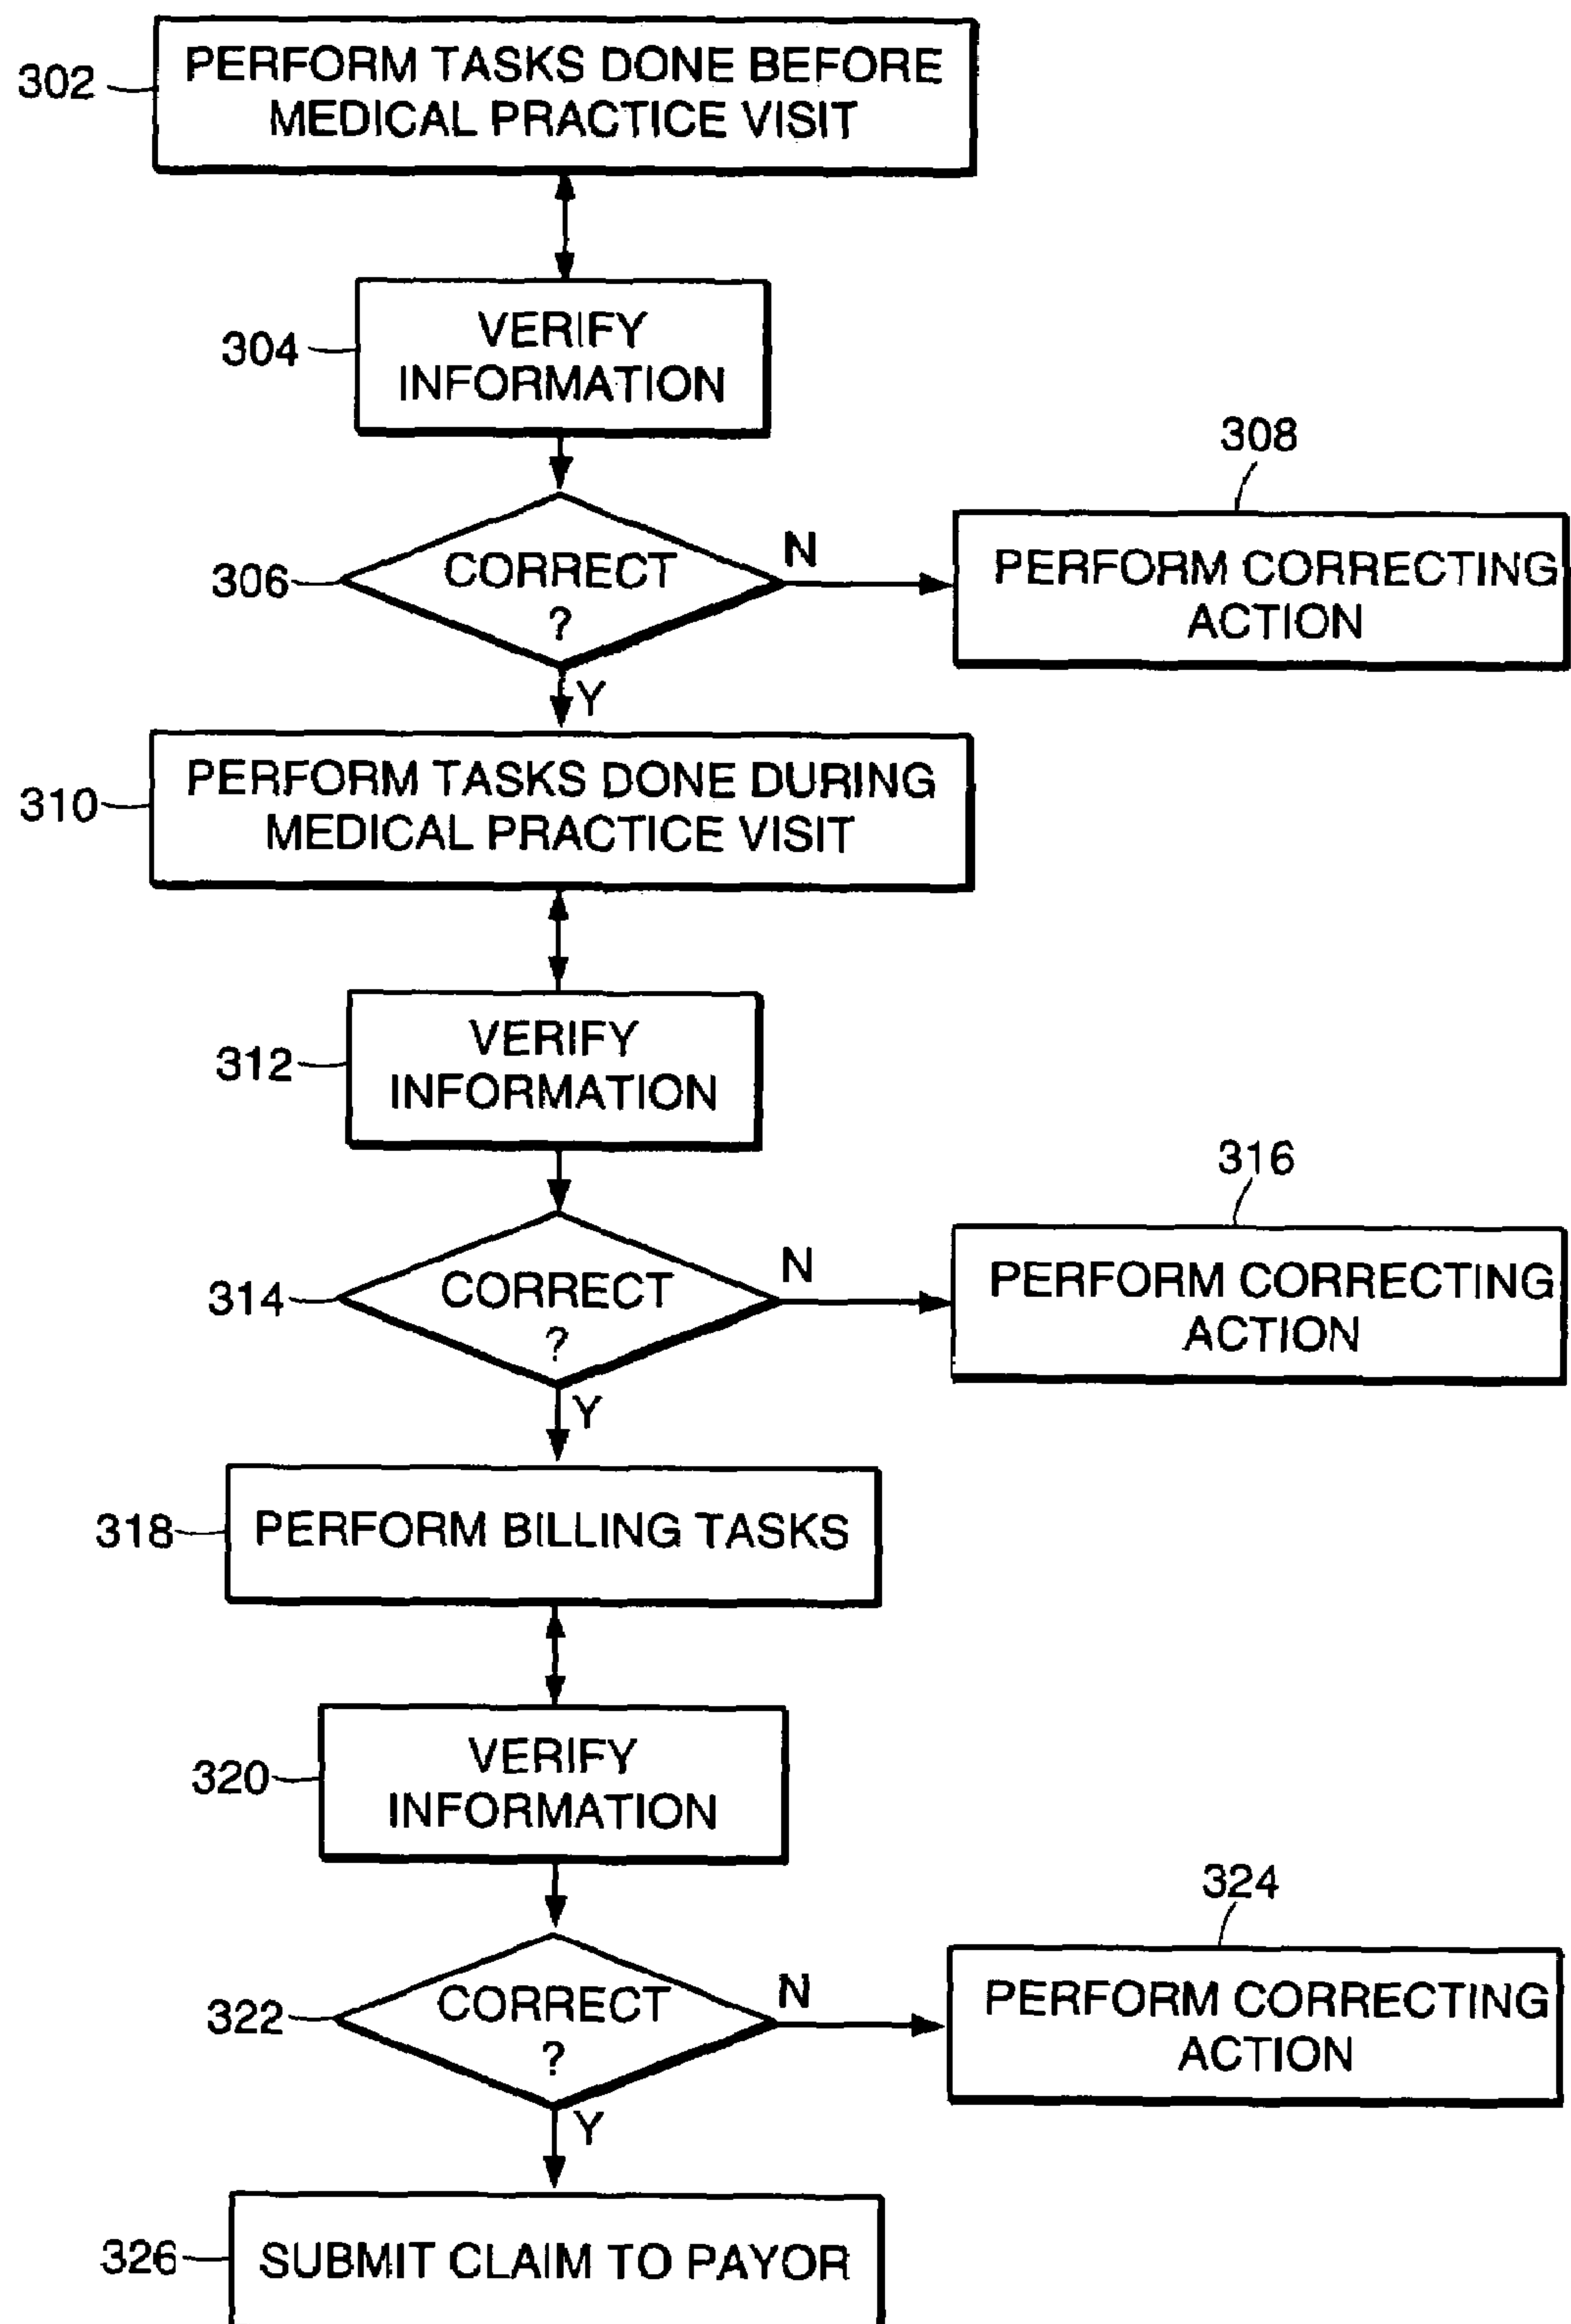 302
PERFORM TASKS DONE BEFORE
MEDICAL PRACTICE VISIT
304
VERIFY
INFORMATION
308
306
CORRECT
?
N
PERFORM CORRECTING
ACTION
Y
310
PERFORM TASKS DONE DURING
MEDICAL PRACTICE VISIT
312
VERIFY
INFORMATION
316
314
CORRECT
?
N
PERFORM CORRECTING
ACTION
Y
318
PERFORM BILLING TASKS
320
VERIFY
INFORMATION
324
322
CORRECT
?
N
PERFORM CORRECTING
ACTION
Y
326
SUBMIT CLAIM TO PAYOR